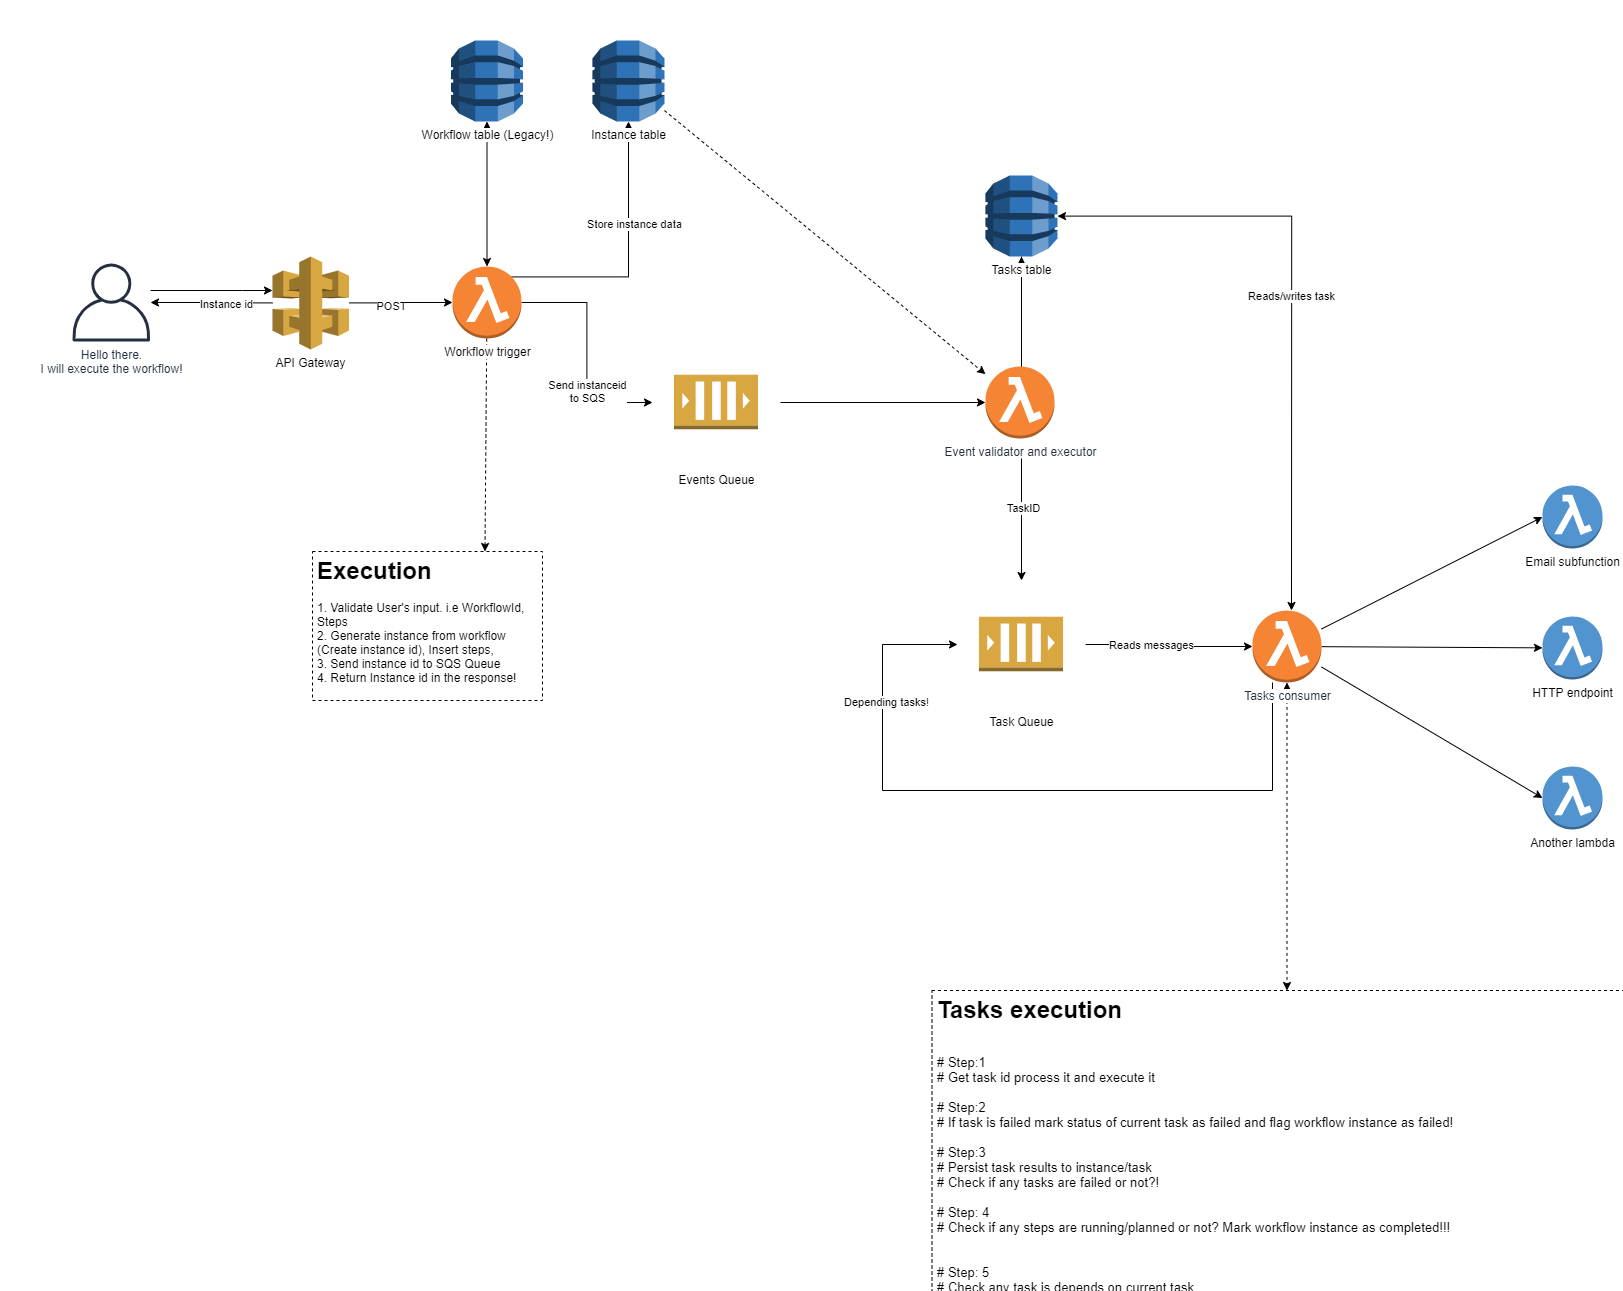 Workflow table (Legacy!)
Instance table
Store instance data
Tasks table
Reads/writes task
Instance id
POST
Hello there.
I will execute the workflow!
API Gateway
Workflow trigger
Send instanceid
to SQS
Events Queue
Event validator and executor
TaskID
Execution
1. Validate User's input. i.e WorkflowId,
Steps
2. Generate instance from workflow
(Create instance id), Insert steps,
3. Send instance id to SQS Queue
4. Return Instance id in the response!
Email subfunction
Reads messages
Depending tasks!
Task Queue
Tasks consumer
HTTP endpoint
Another lambda
Tasks execution
# Step:1
# Get task id process it and execute it
# Step:2
# If task is failed mark status of current task as failed and flag workflow instance as failed!
# Step:3
# Persist task results to instance/task
# Check if any tasks are failed or not?!
# Step: 4
# Check if any steps are running/planned or not? Mark workflow instance as completed!!!
# Step: 5
# Check any task is depends on current task